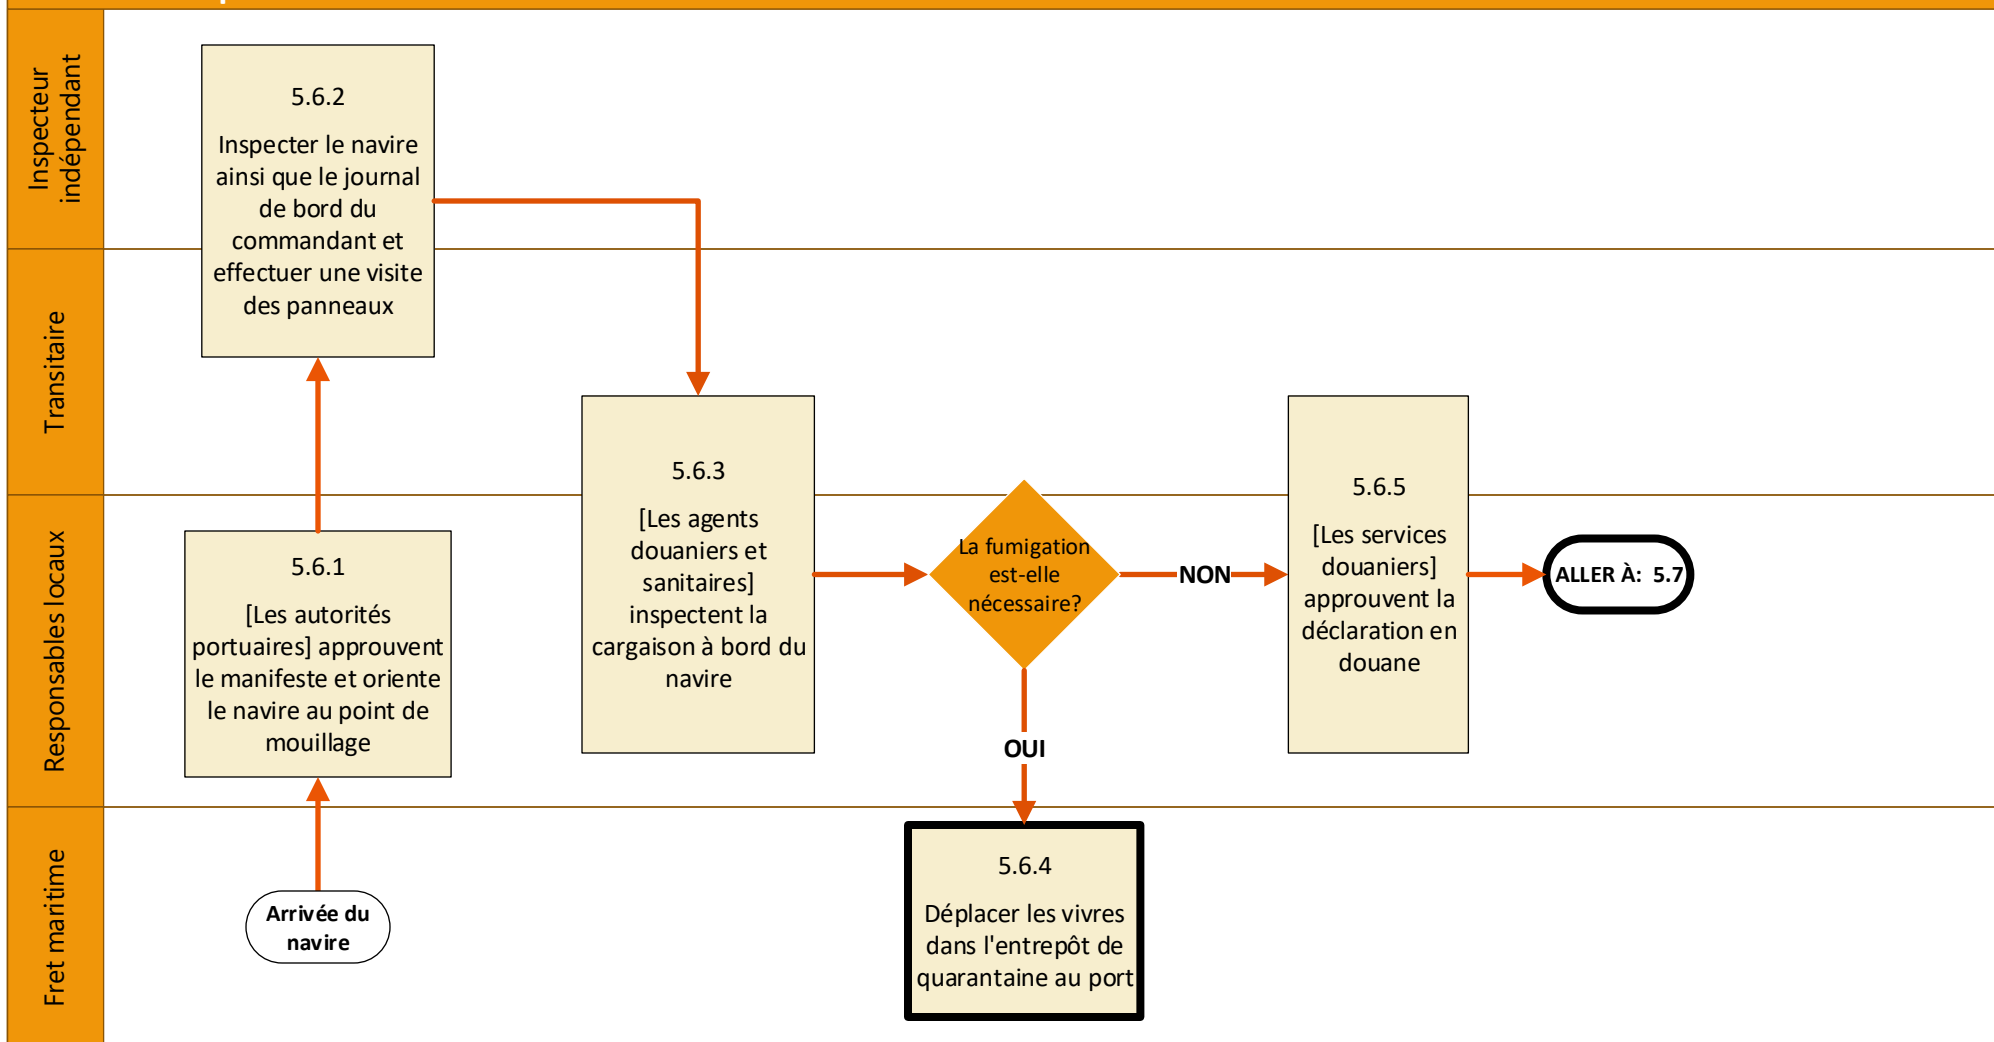 Inspecteur
indépendant
Transitaire
Responsables locaux
Fret maritime
5.6.2
Inspecter le navire
ainsi que le journal
de bord du
commandant et
effectuer une visite
des panneaux
5.6.1
[Les autorités
portuaires] approuvent
le manifeste et oriente
le navire au point de
mouillage
Arrivée du
navire
5.6.3
[Les agents
douaniers et
sanitaires]
inspectent la
cargaison à bord du
navire
La fumigation
est-elle
nécessaire?
NON
OUI
5.6.4
Déplacer les vivres
dans l'entrepôt de
quarantaine au port
5.6.5
[Les services
douaniers]
approuvent la
déclaration en
douane
ALLER À: 5.7